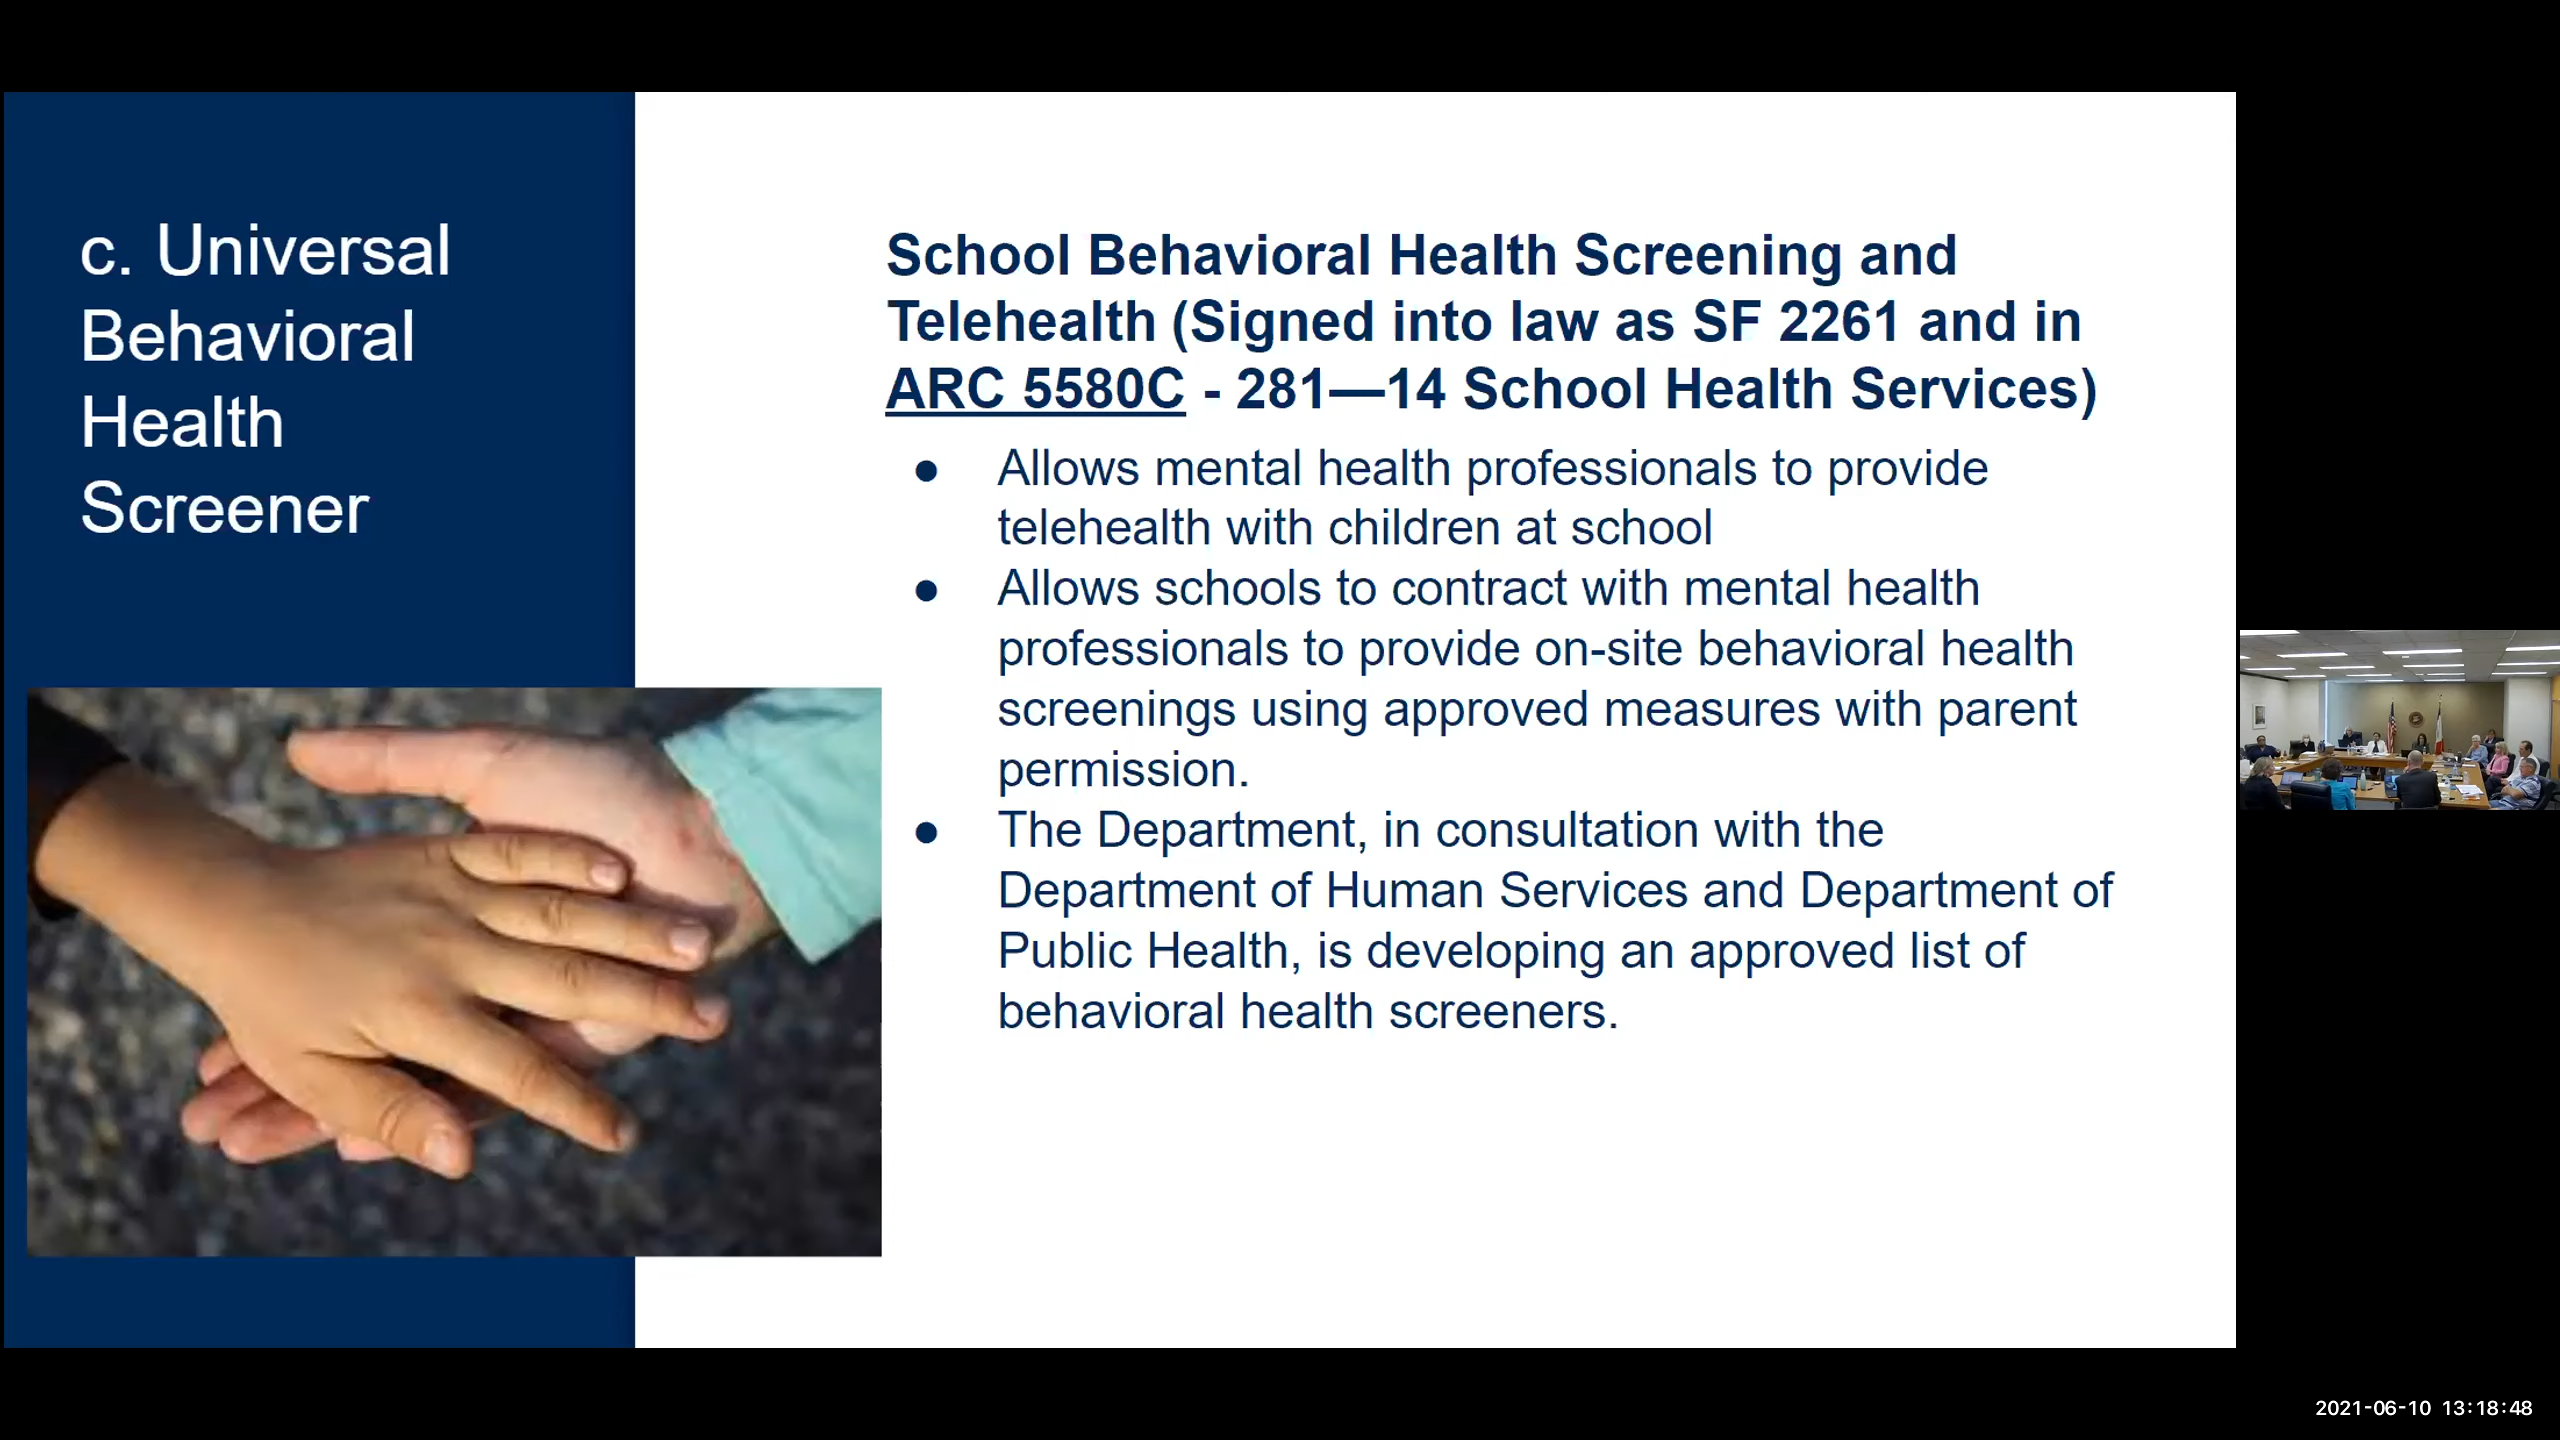 c. Universal
Behavioral
Health
Screener
School Behavioral Health Screening and
Telehealth (Signed into law as SF 2261 and in
ARC 5580C - 281—14 School Health Services)
● Allows mental health professionals to provide
telehealth with children at school
● Allows schools to contract with mental health
professionals to provide on-site behavioral health
screenings using approved measures with parent
permission.
● The Department, in consultation with the
Department of Human Services and Department of
Public Health, is developing an approved list of
behavioral health screeners.
2021-06-10 13:18:48